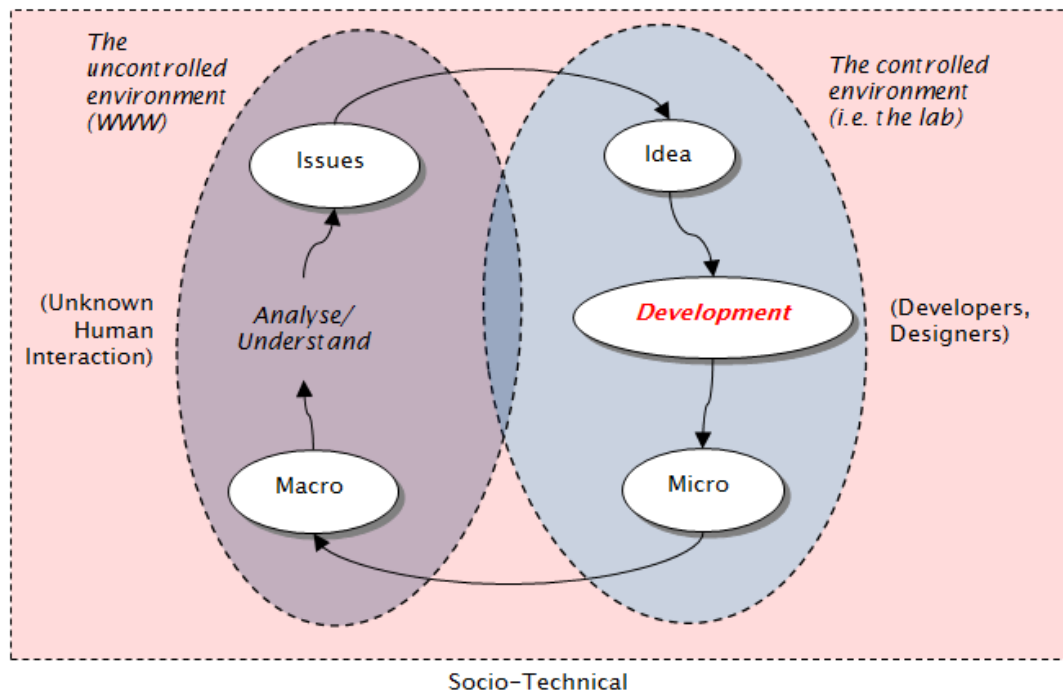 The
uncontrolled
environment
(WWW)
The controlled
environment
(i.e. the lab)
Issues
Idea
(Unknown
Human
Interaction)
Analyse/
Understand
Development
(Developers,
Designers)
Macro
Micro
Socio-Technical